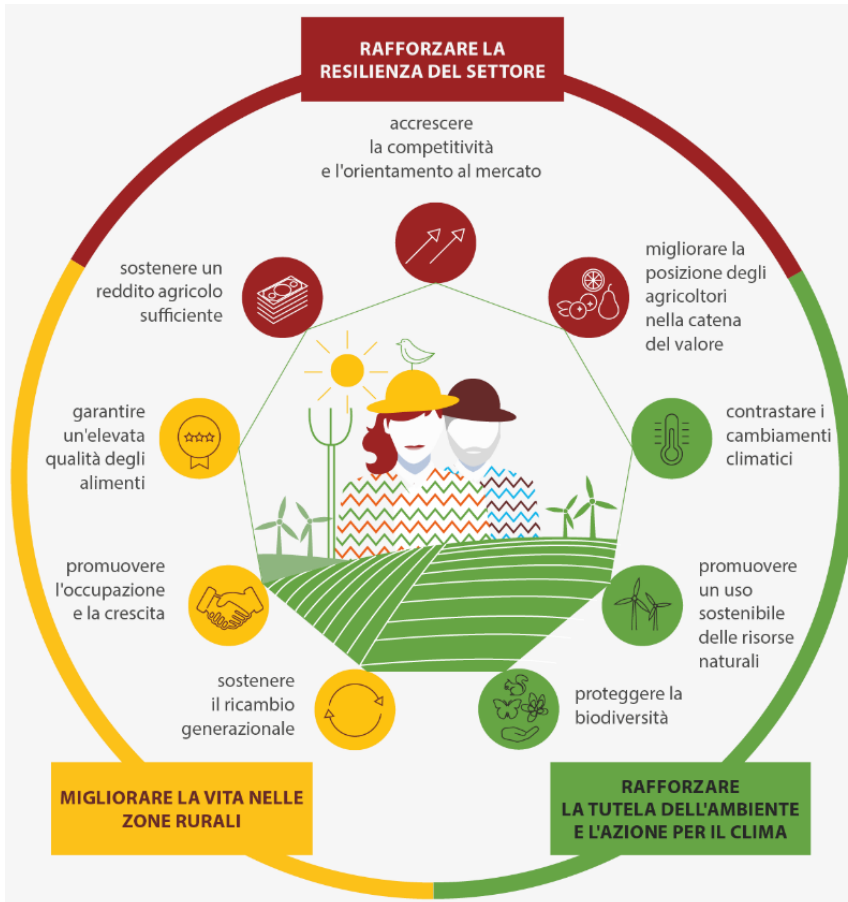 RAFFORZARE LA
RESILIENZA DEL SETTORE
accrescere
la competitività
e l'orientamento al mercato
sostenere un
reddito agricolo
sufficiente
migliorare la
posizione degli
agricoltori
nella catena
del valore
garantire
un'elevata
qualità degli
alimenti
contrastare i
cambiamenti
climatici
promuovere
l'occupazione
e la crescita
promuovere
un uso
sostenibile
delle risorse
naturali
sostenere
il ricambio
generazionale
proteggere la
biodiversità
MIGLIORARE LA VITA NELLE
ZONE RURALI
RAFFORZARE
LA TUTELA DELL'AMBIENTE
E L'AZIONE PER IL CLIMA